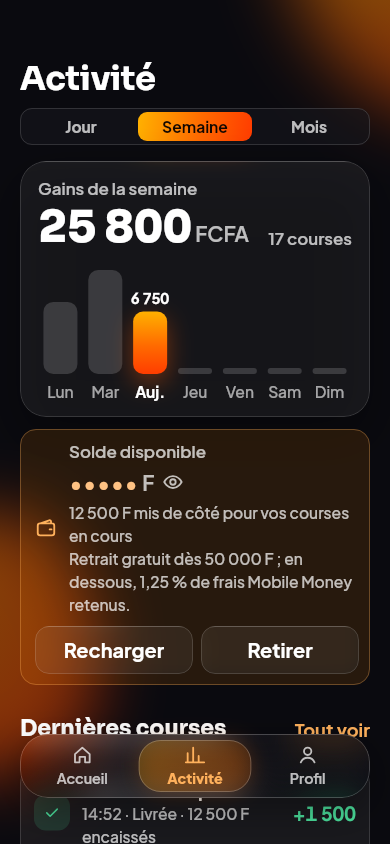 Activité
Jour Semaine Mois
Gains de la semaine
25 800 FCFA 17 courses
6 750
Lun Mar Auj. Jeu Ven Sam Dim
Solde disponible
••••• F
12 500 F mis de côté pour vos courses
en cours
Retrait gratuit dès 50 000 F ; en
dessous, 1,25 % de frais Mobile Money
retenus.
Recharger Retirer
Dernières courses Tout voir
Accueil Activité Profil
14:52 · Livrée · 12 500 F +1 500
encaissés